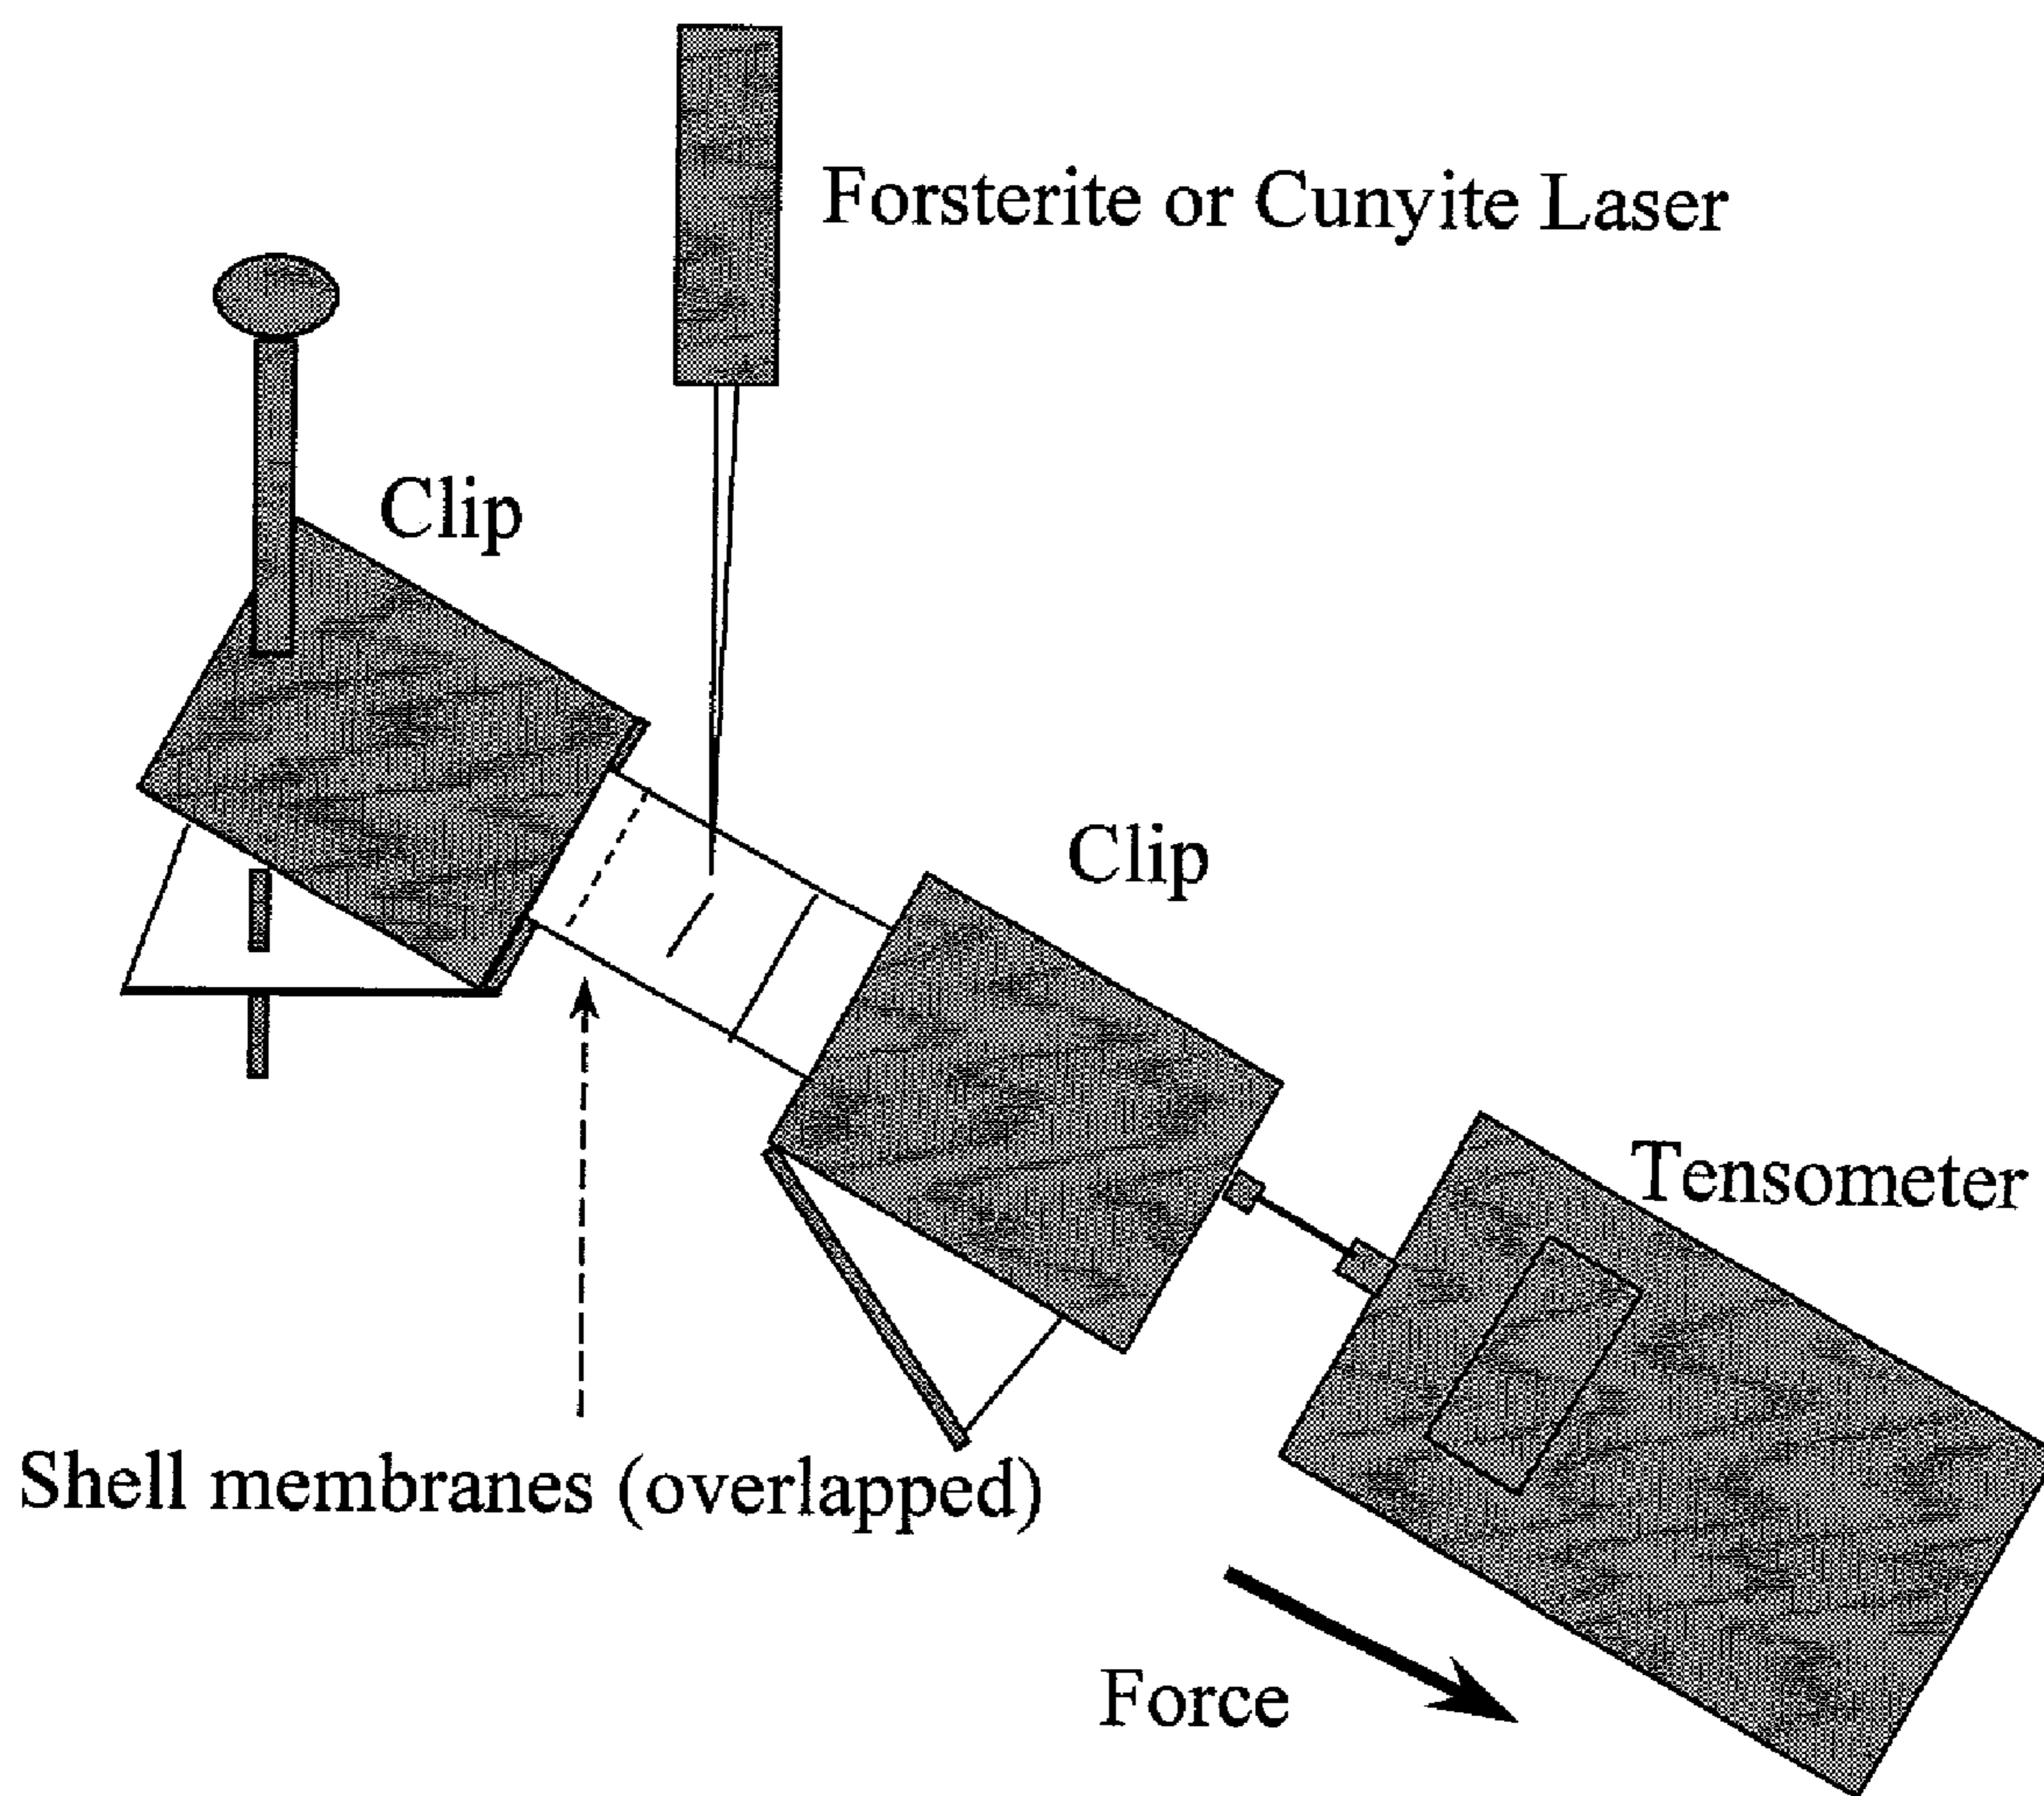 Forsterite or Cunyite Laser
Clip
Clip
Tensometer
Shell membranes (overlapped)
Force